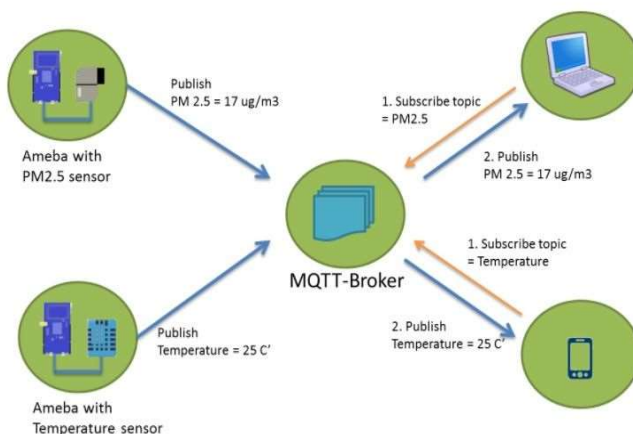 Publish
PM 2.5 = 17 ug/m3
Ameba with
PM2.5 sensor
1. Subscribe topic
= PM2.5
2. Publish
PM 2.5 = 17 ug/m3
MQTT-Broker
1. Subscribe topic
= Temperature
2. Publish
Temperature = 25 C'
Publish
Temperature = 25 C'
Ameba with
Temperature sensor